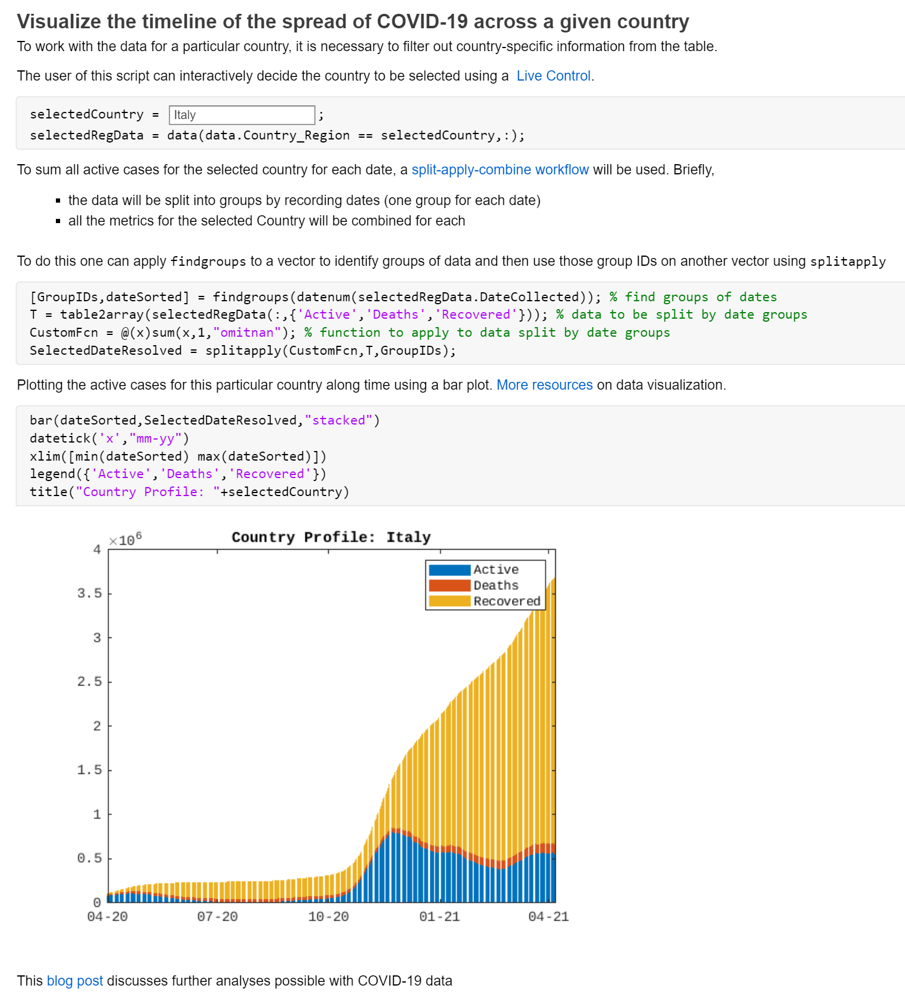 Visualize the timeline of the spread of COVID-19 across a given country
To work with the data for a particular country, it is necessary to filter out country-specific information from the table.
The user of this script can interactively decide the country to be selected using a Live Control.
selectedCountry = Italy ;
selectedRegData = data(data.Country_Region == selectedCountry,:);
To sum all active cases for the selected country for each date, a split-apply-combine workflow will be used. Briefly,
▪ the data will be split into groups by recording dates (one group for each date)
▪ all the metrics for the selected Country will be combined for each
To do this one can apply findgroups to a vector to identify groups of data and then use those group IDs on another vector using splitapply
[GroupIDs,dateSorted] = findgroups(datenum(selectedRegData.DateCollected)); % find groups of dates
T = table2array(selectedRegData(:,{'Active','Deaths','Recovered'})); % data to be split by date groups
CustomFcn = @(x)sum(x,1,"omitnan"); % function to apply to data split by date groups
SelectedDateResolved = splitapply(CustomFcn,T,GroupIDs);
Plotting the active cases for this particular country along time using a bar plot. More resources on data visualization.
bar(dateSorted,SelectedDateResolved,"stacked")
datetick('x',"mm-yy")
xlim([min(dateSorted) max(dateSorted)])
legend({'Active','Deaths','Recovered'})
title("Country Profile: "+selectedCountry)
×10⁶
Country Profile: Italy
Active
Deaths
Recovered
4
3.5
3
2.5
2
1.5
1
0.5
0
04-20 07-20 10-20 01-21 04-21
This blog post discusses further analyses possible with COVID-19 data